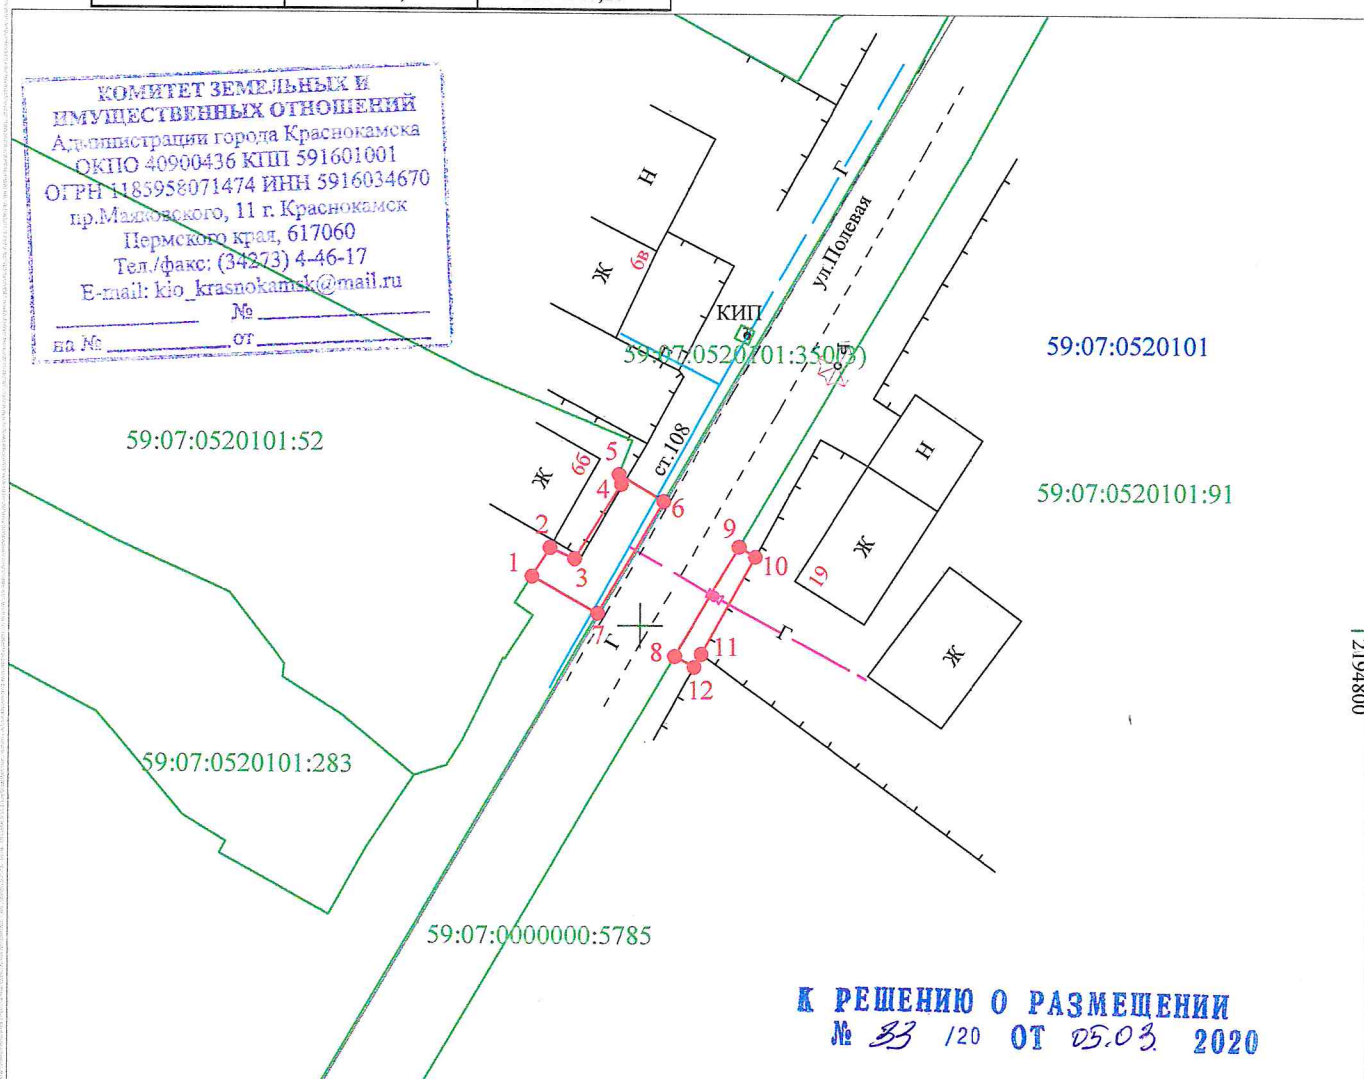 КОМИТЕТ ЗЕМЕЛЬНЫХ И
ИМУЩЕСТВЕННЫХ ОТНОШЕНИЙ
Администрации города Краснокамска
ОКПО 40900436 КПП 591601001
ОГРН 1185958071474 ИНН 5916034670
пр.Маяковского, 11 г. Краснокамск
Пермского края, 617060
Тел./факс: (34273) 4-46-17
E-mail: kio_krasnokamsk@mail.ru
№
на № от
Н
Ж
6в
Г
ул.Полевая
КИП
59:07:0520101:350(3)
59:07:0520101
59:07:0520101:52
59:07:0520101:91
ст.108
Ж
6б
5
4
6
2
1
3
7
Г
9
10
8
11
12
Г
Н
Ж
19
Ж
2194800
59:07:0520101:283
59:07:0000000:5785
К РЕШЕНИЮ О РАЗМЕЩЕНИИ
№ 33 /20 ОТ 05.03. 2020